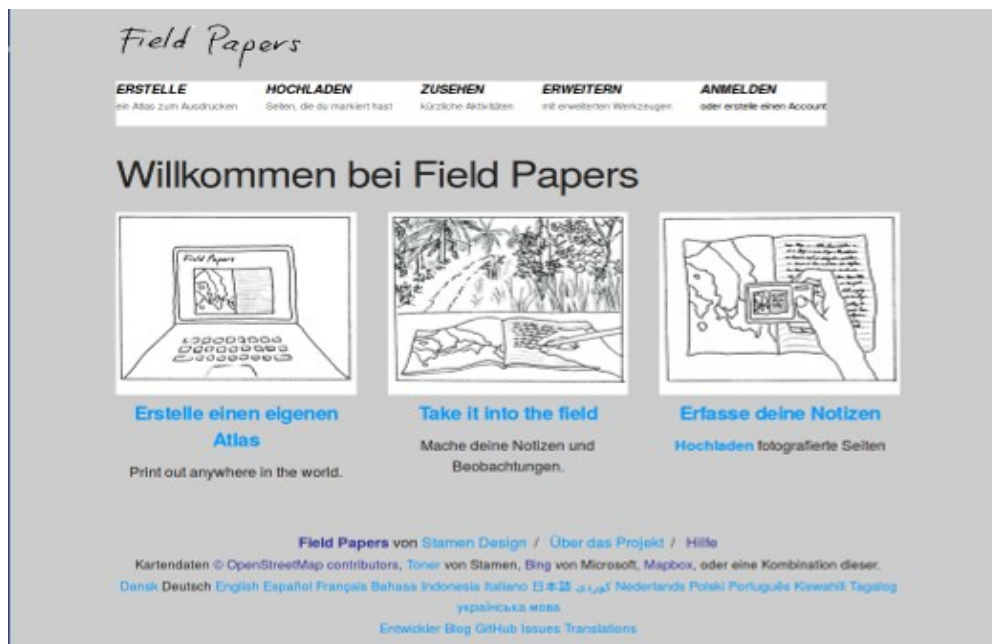 Field Papers
ERSTELLE
ein Atlas zum Ausdrucken
HOCHLADEN
Seiten, die du markiert hast
ZUSEHEN
kürzliche Aktivitäten
ERWEITERN
mit erweiterten Werkzeugen
ANMELDEN
oder erstelle einen Account
Willkommen bei Field Papers
Field Papers
Erstelle einen eigenen
Atlas
Print out anywhere in the world.
Take it into the field
Mache deine Notizen und
Beobachtungen.
Erfasse deine Notizen
Hochladen fotografierte Seiten
Field Papers von Stamen Design / Über das Projekt / Hilfe
Kartendaten © OpenStreetMap contributors, Toner von Stamen, Bing von Microsoft, Mapbox, oder eine Kombination dieser.
Dansk Deutsch English Español Français Bahasa Indonesia Italiano 日本語 كوردی Nederlands Polski Português Kiswahili Tagalog
українська мова
Entwickler Blog GitHub Issues Translations